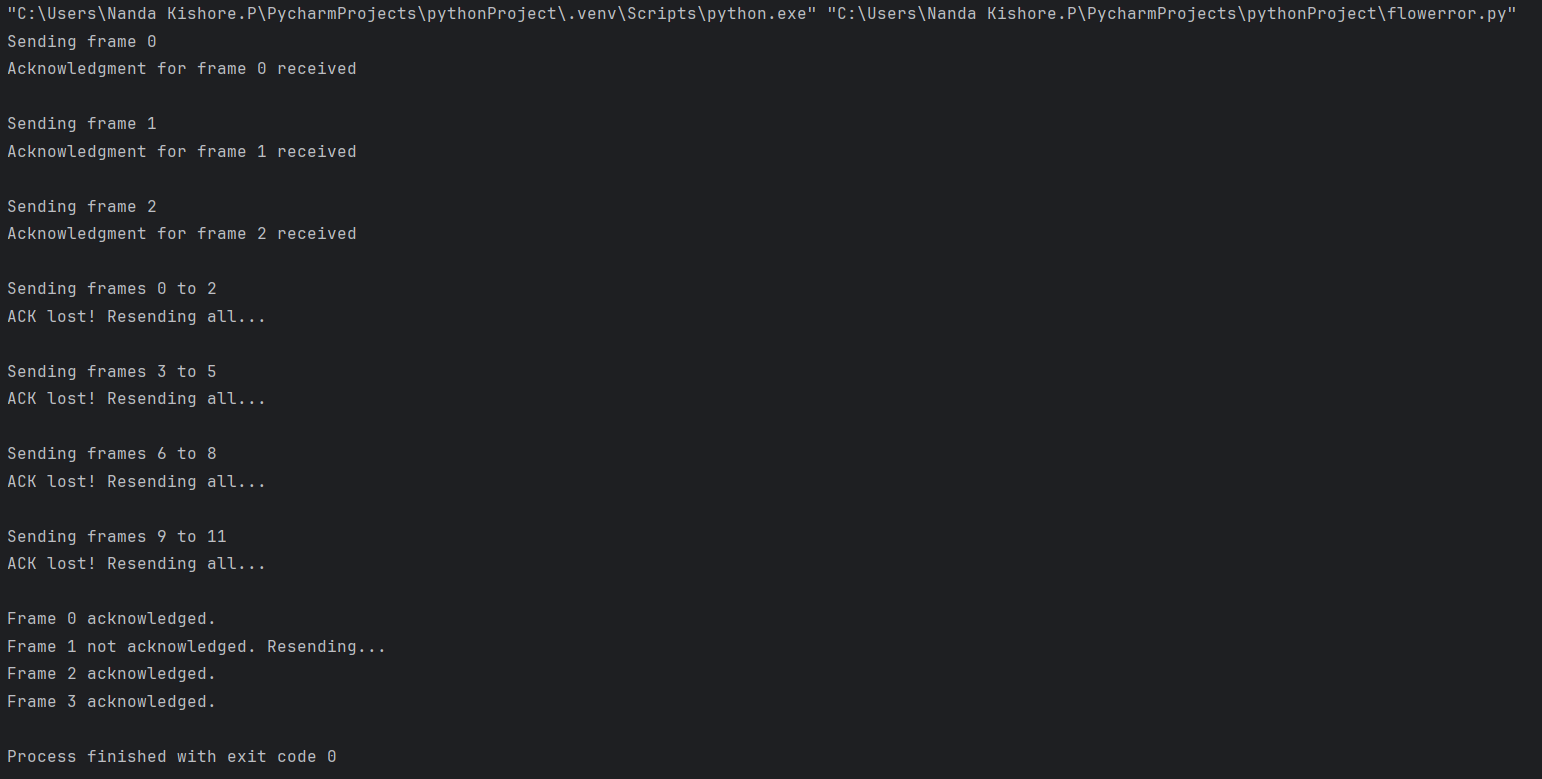 "C:\Users\Nanda Kishore.P\PycharmProjects\pythonProject\.venv\Scripts\python.exe" "C:\Users\Nanda Kishore.P\PycharmProjects\pythonProject\flowerror.py"
Sending frame 0
Acknowledgment for frame 0 received
Sending frame 1
Acknowledgment for frame 1 received
Sending frame 2
Acknowledgment for frame 2 received
Sending frames 0 to 2
ACK lost! Resending all...
Sending frames 3 to 5
ACK lost! Resending all...
Sending frames 6 to 8
ACK lost! Resending all...
Sending frames 9 to 11
ACK lost! Resending all...
Frame 0 acknowledged.
Frame 1 not acknowledged. Resending...
Frame 2 acknowledged.
Frame 3 acknowledged.
Process finished with exit code 0